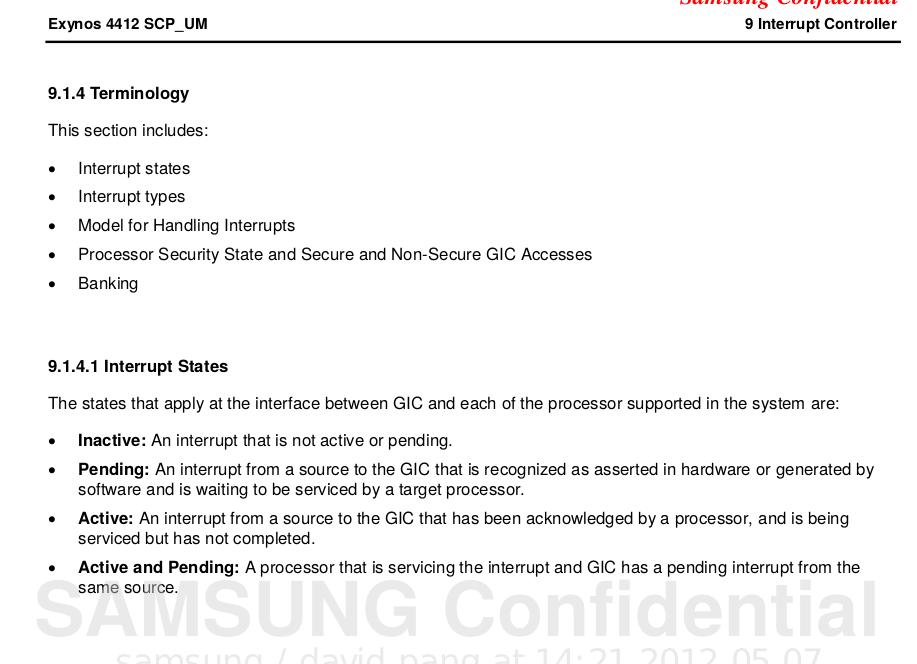 Samsung Confidential
Exynos 4412 SCP_UM
9 Interrupt Controller
9.1.4 Terminology
This section includes:
• Interrupt states
• Interrupt types
• Model for Handling Interrupts
• Processor Security State and Secure and Non-Secure GIC Accesses
• Banking
9.1.4.1 Interrupt States
The states that apply at the interface between GIC and each of the processor supported in the system are:
• Inactive: An interrupt that is not active or pending.
• Pending: An interrupt from a source to the GIC that is recognized as asserted in hardware or generated by
software and is waiting to be serviced by a target processor.
• Active: An interrupt from a source to the GIC that has been acknowledged by a processor, and is being
serviced but has not completed.
• Active and Pending: A processor that is servicing the interrupt and GIC has a pending interrupt from the
same source.
SAMSUNG Confidential
samsung / david.pang at 14:21,2012.05.07